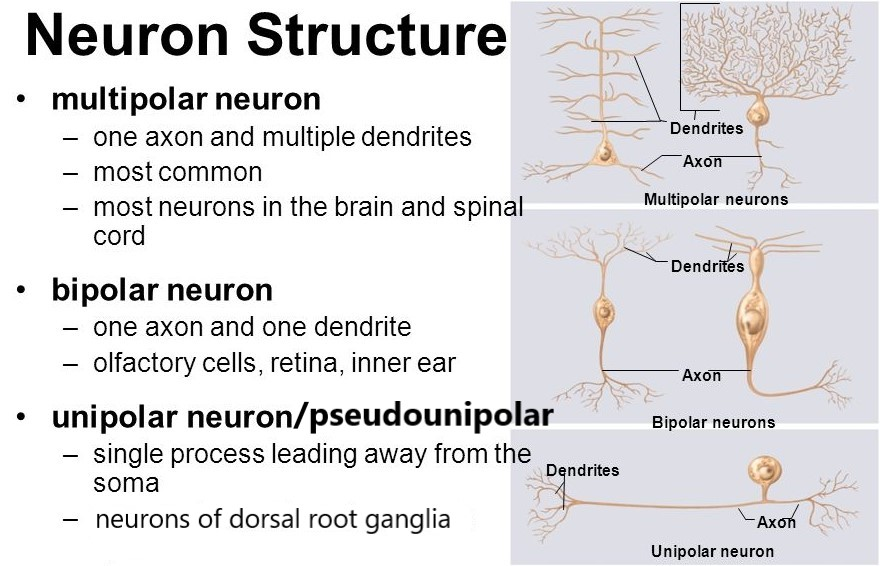 Neuron Structure
• multipolar neuron
– one axon and multiple dendrites
– most common
– most neurons in the brain and spinal
cord
• bipolar neuron
– one axon and one dendrite
– olfactory cells, retina, inner ear
• unipolar neuron/pseudounipolar
– single process leading away from the
soma
– neurons of dorsal root ganglia
Dendrites
Axon
Multipolar neurons
Dendrites
Axon
Bipolar neurons
Dendrites
Axon
Unipolar neuron